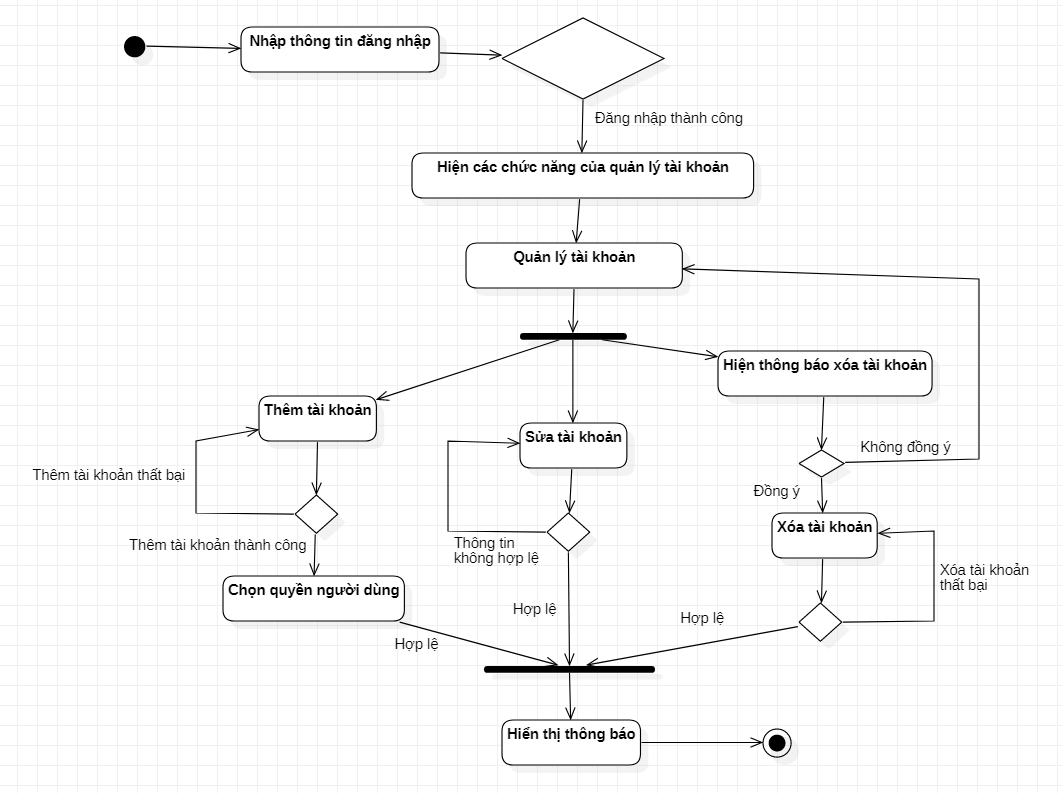 Nhập thông tin đăng nhập
Đăng nhập thành công
Hiện các chức năng của quản lý tài khoản
Quản lý tài khoản
Hiện thông báo xóa tài khoản
Thêm tài khoản
Sửa tài khoản
Không đồng ý
Thêm tài khoản thất bại
Đồng ý
Xóa tài khoản
Thêm tài khoản thành công
Thông tin
không hợp lệ
Xóa tài khoản
thất bại
Chọn quyền người dùng
Hợp lệ
Hợp lệ
Hợp lệ
Hiển thị thông báo